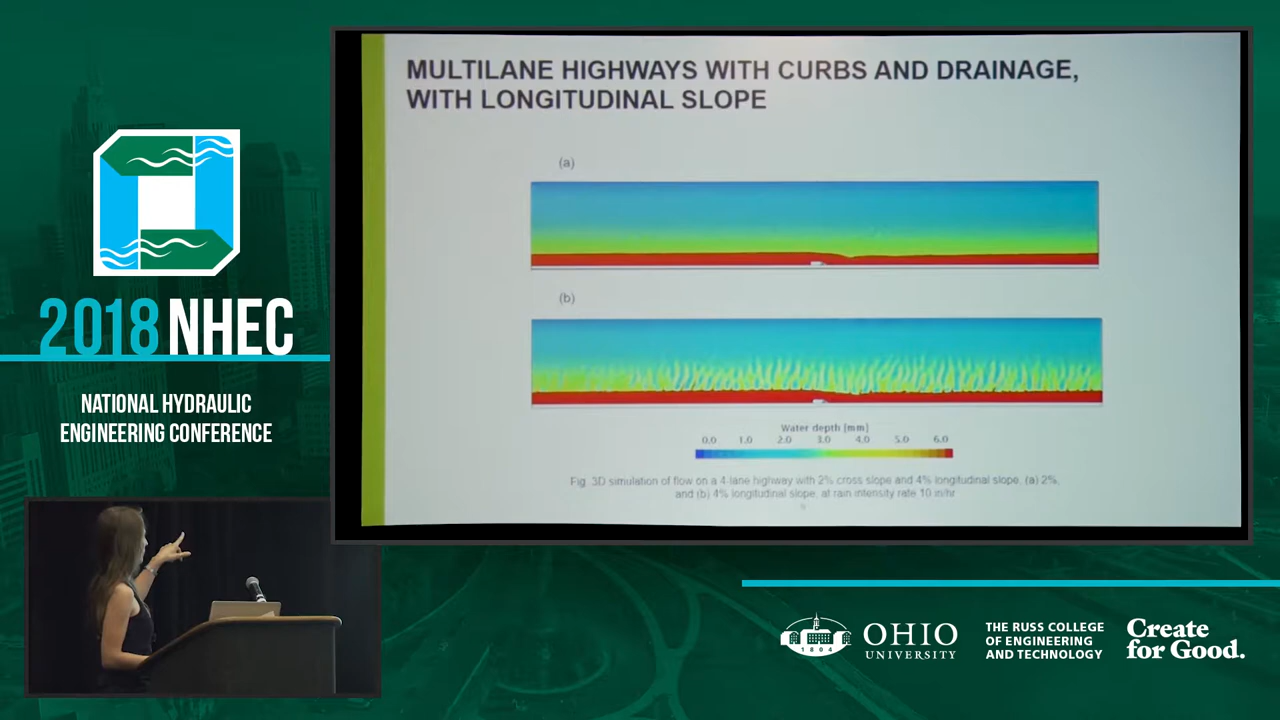 2018 NHEC
NATIONAL HYDRAULIC
ENGINEERING CONFERENCE
MULTILANE HIGHWAYS WITH CURBS AND DRAINAGE,
WITH LONGITUDINAL SLOPE
(a)
(b)
Water depth [mm]
0.0 1.0 2.0 3.0 4.0 5.0 6.0
Fig. 3D simulation of flow on a 4 lane highway with 2% cross slope and 4% longitudinal slope. (a) 2%,
and (b) 4% longitudinal slope, at rain intensity rate 10 in/hr
OHIO
UNIVERSITY
1804
THE RUSS COLLEGE
OF ENGINEERING
AND TECHNOLOGY
Create
for Good.